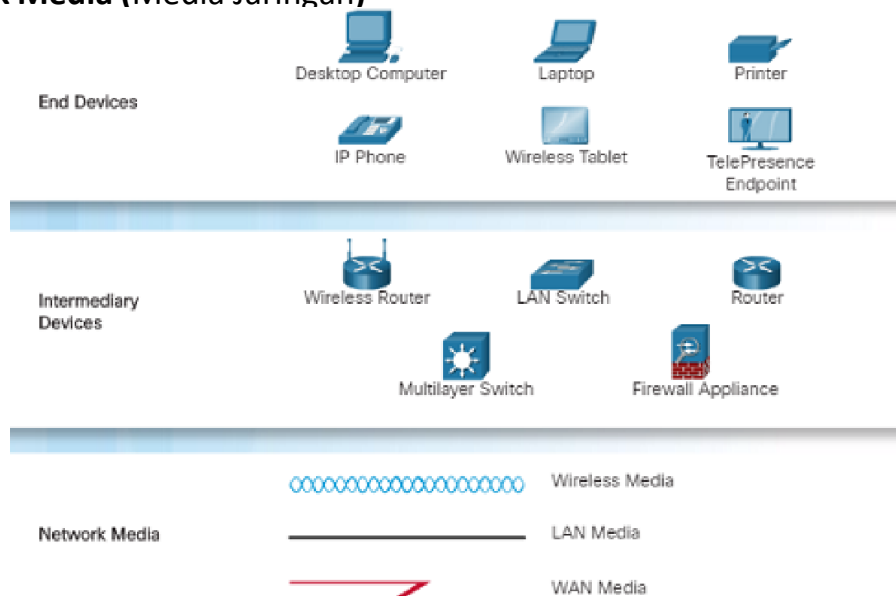 Media (Media Jaringan)
Desktop Computer
Laptop
Printer
End Devices
IP Phone
Wireless Tablet
TelePresence
Endpoint
Wireless Router
LAN Switch
Router
Intermediary
Devices
Multilayer Switch
Firewall Appliance
Wireless Media
Network Media
LAN Media
WAN Media